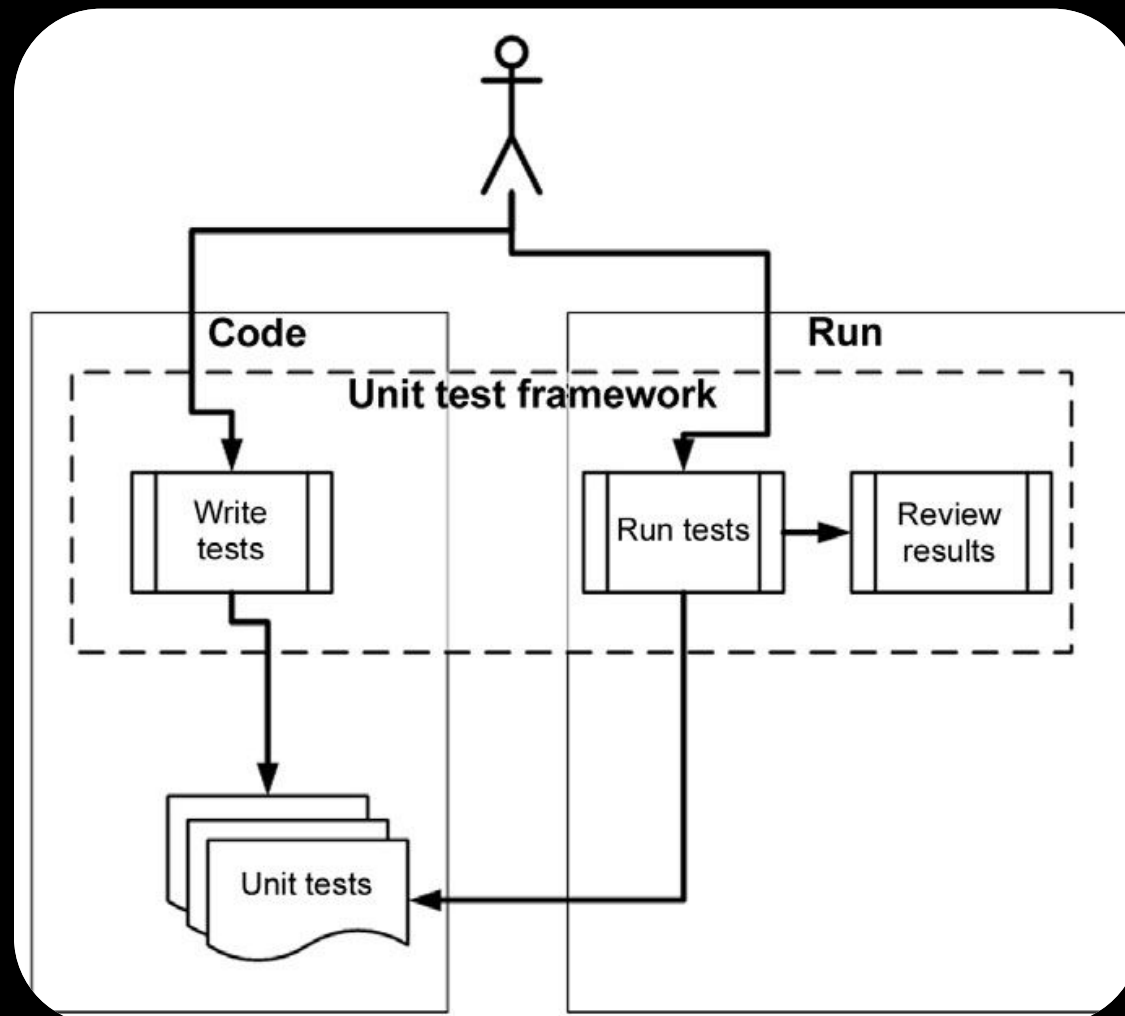 Code
Run
Unit test framework
Write
tests
Run tests
Review
results
Unit tests